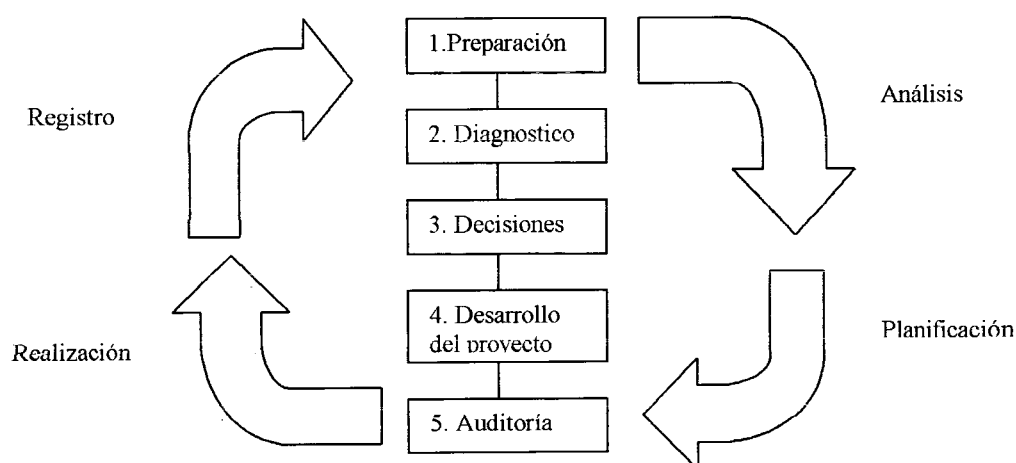 1.Preparación
Análisis
Registro
2. Diagnostico
3. Decisiones
4. Desarrollo
del proyecto
Planificación
Realización
5. Auditoría